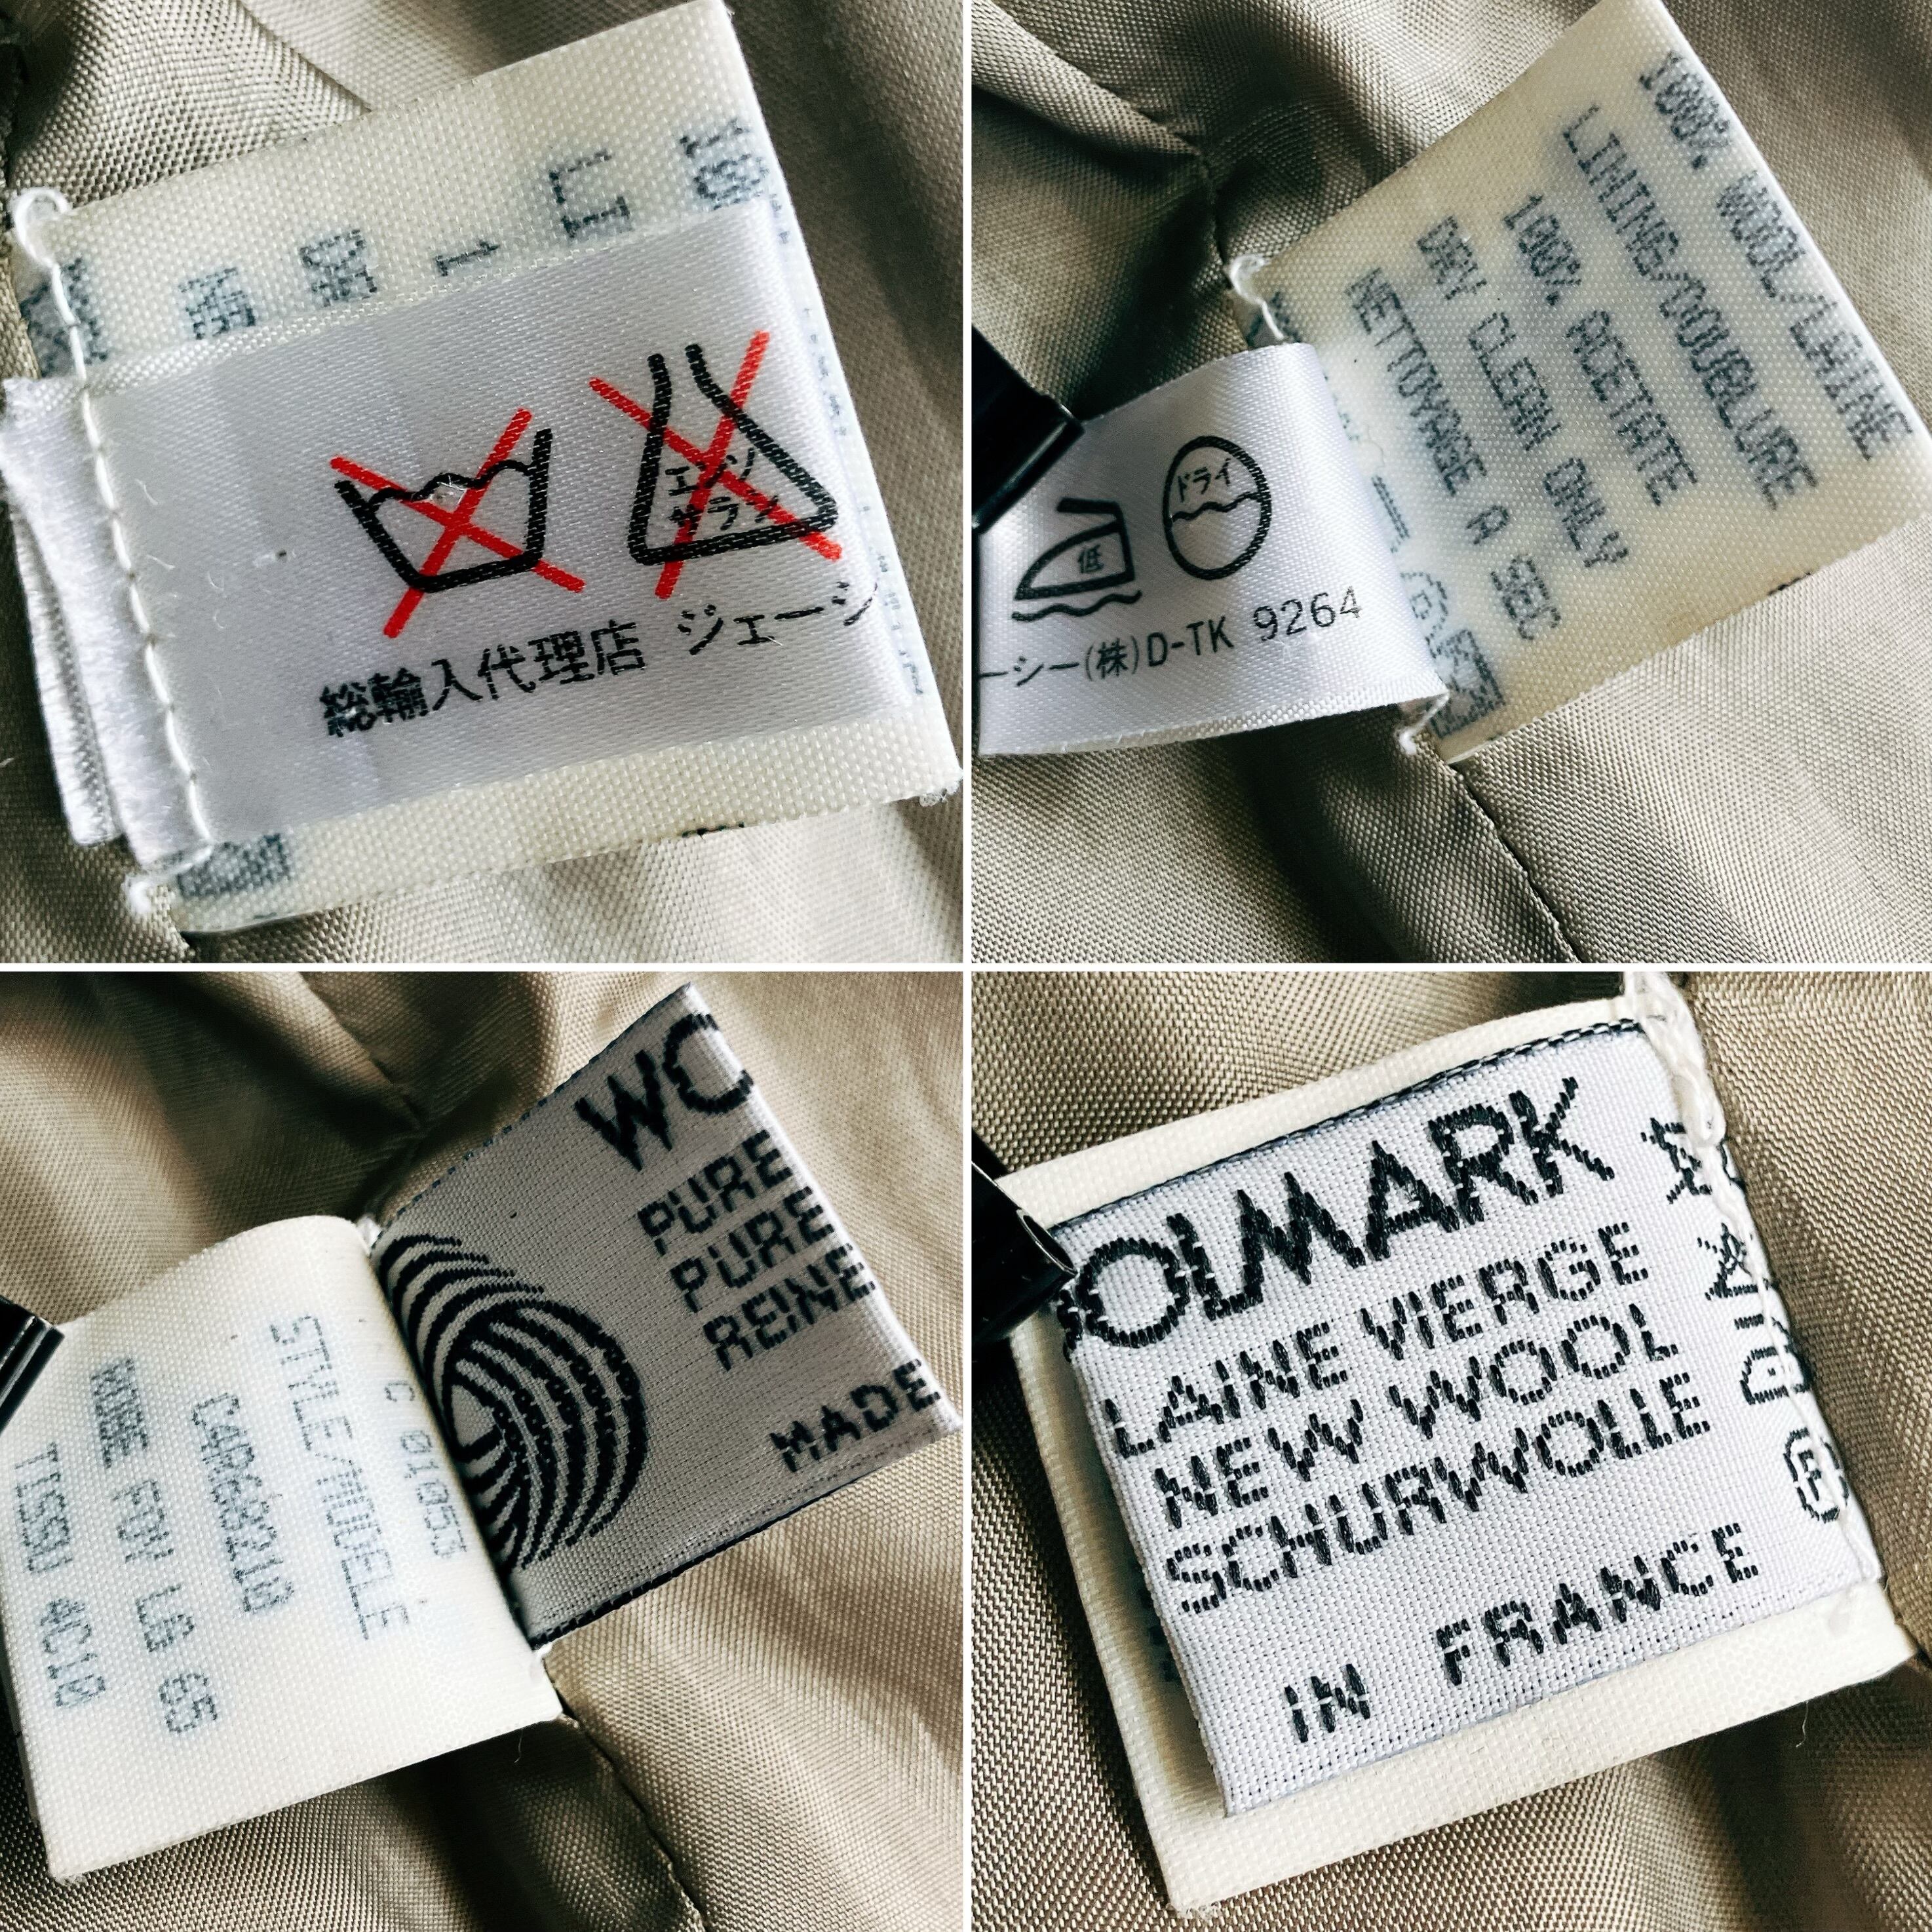 エンソ
サラシ
総輸入代理店 ジェーシ
100% WOOL/LAINE
LINING/DOUBLURE
100% ACETATE
DRY CLEAN ONLY
NETTOYAGE A SEC
ドライ
低
ーシー(株)D-TK 9264
WO
PURE
PURE
REINE
MADE
C 01053
STYLE/MODELE
TISSU 4C10
OLMARK
LAINE VIERGE
NEW WOOL
SCHURWOLLE
IN FRANCE
F